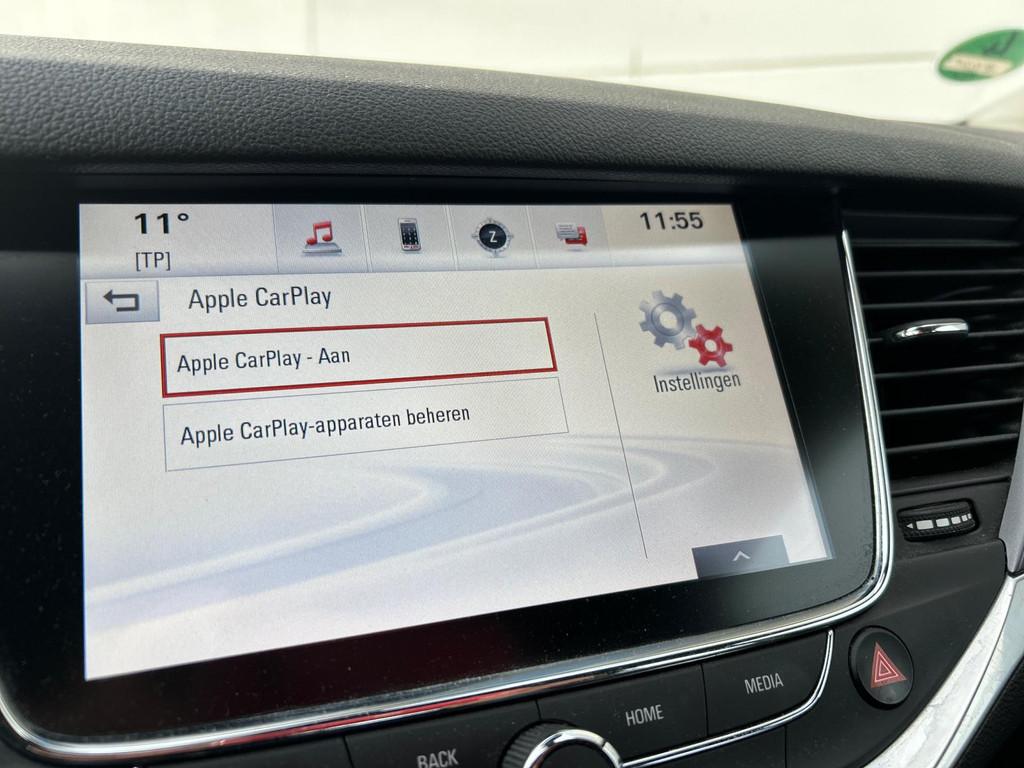 11°
11:55
[TP]
Z
Apple CarPlay
Apple CarPlay - Aan
Apple CarPlay-apparaten beheren
Instellingen
BACK
HOME
MEDIA